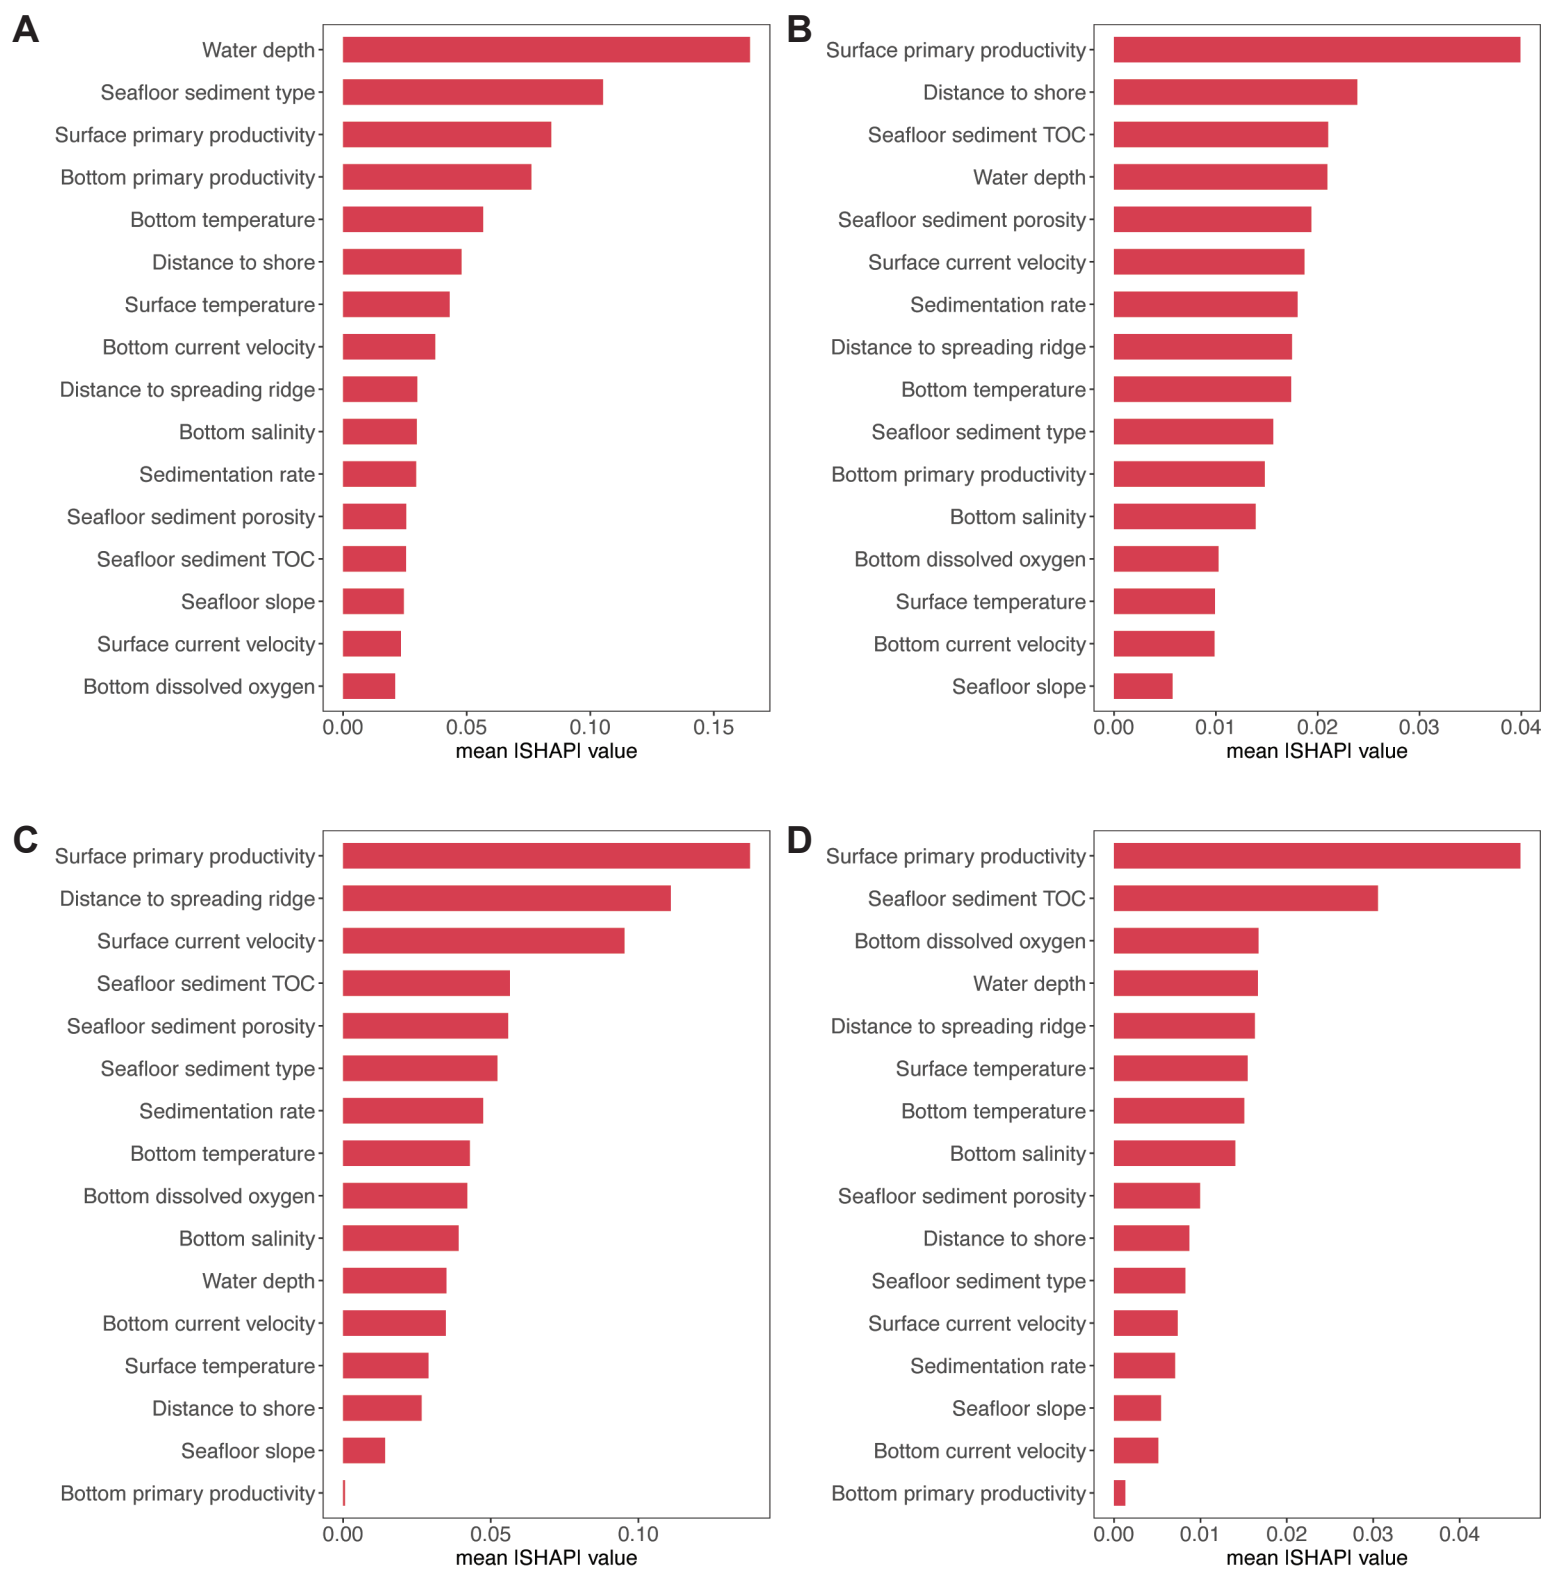 A
Water depth
Seafloor sediment type
Surface primary productivity
Bottom primary productivity
Bottom temperature
Distance to shore
Surface temperature
Bottom current velocity
Distance to spreading ridge
Bottom salinity
Sedimentation rate
Seafloor sediment porosity
Seafloor sediment TOC
Seafloor slope
Surface current velocity
Bottom dissolved oxygen
0.00 0.05 0.10 0.15
mean |SHAP| value
B
Surface primary productivity
Distance to shore
Seafloor sediment TOC
Water depth
Seafloor sediment porosity
Surface current velocity
Sedimentation rate
Distance to spreading ridge
Bottom temperature
Seafloor sediment type
Bottom primary productivity
Bottom salinity
Bottom dissolved oxygen
Surface temperature
Bottom current velocity
Seafloor slope
0.00 0.01 0.02 0.03 0.04
mean |SHAP| value
C
Surface primary productivity
Distance to spreading ridge
Surface current velocity
Seafloor sediment TOC
Seafloor sediment porosity
Seafloor sediment type
Sedimentation rate
Bottom temperature
Bottom dissolved oxygen
Bottom salinity
Water depth
Bottom current velocity
Surface temperature
Distance to shore
Seafloor slope
Bottom primary productivity
0.00 0.05 0.10
mean |SHAP| value
D
Surface primary productivity
Seafloor sediment TOC
Bottom dissolved oxygen
Water depth
Distance to spreading ridge
Surface temperature
Bottom temperature
Bottom salinity
Seafloor sediment porosity
Distance to shore
Seafloor sediment type
Surface current velocity
Sedimentation rate
Seafloor slope
Bottom current velocity
Bottom primary productivity
0.00 0.01 0.02 0.03 0.04
mean |SHAP| value